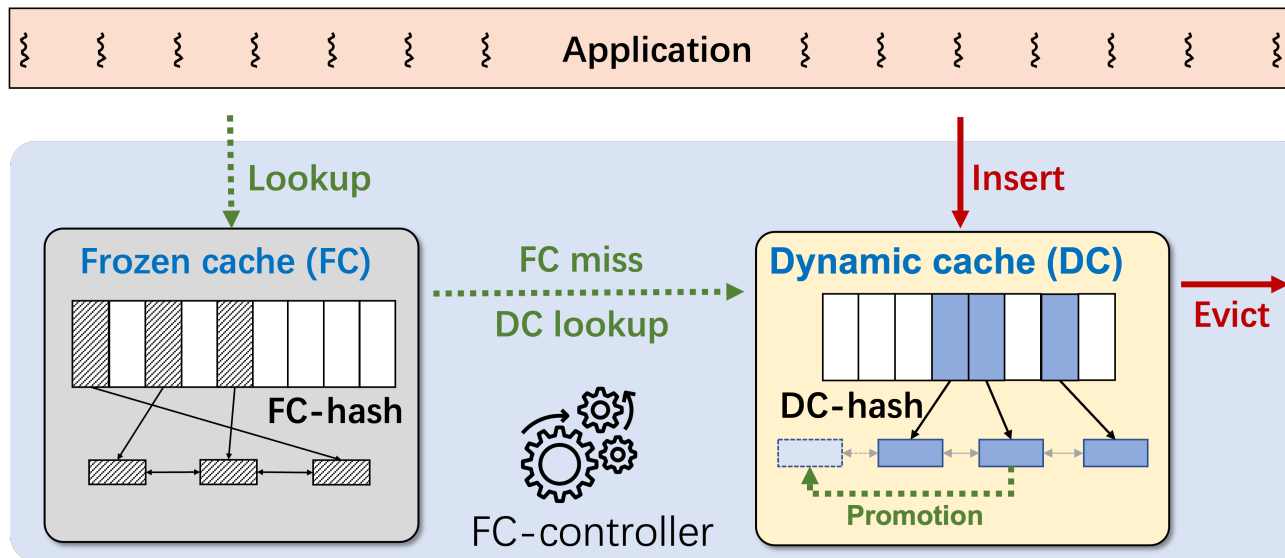 Application
Lookup
Insert
Frozen cache (FC)
FC miss
DC lookup
Dynamic cache (DC)
Evict
FC-hash
DC-hash
Promotion
FC-controller